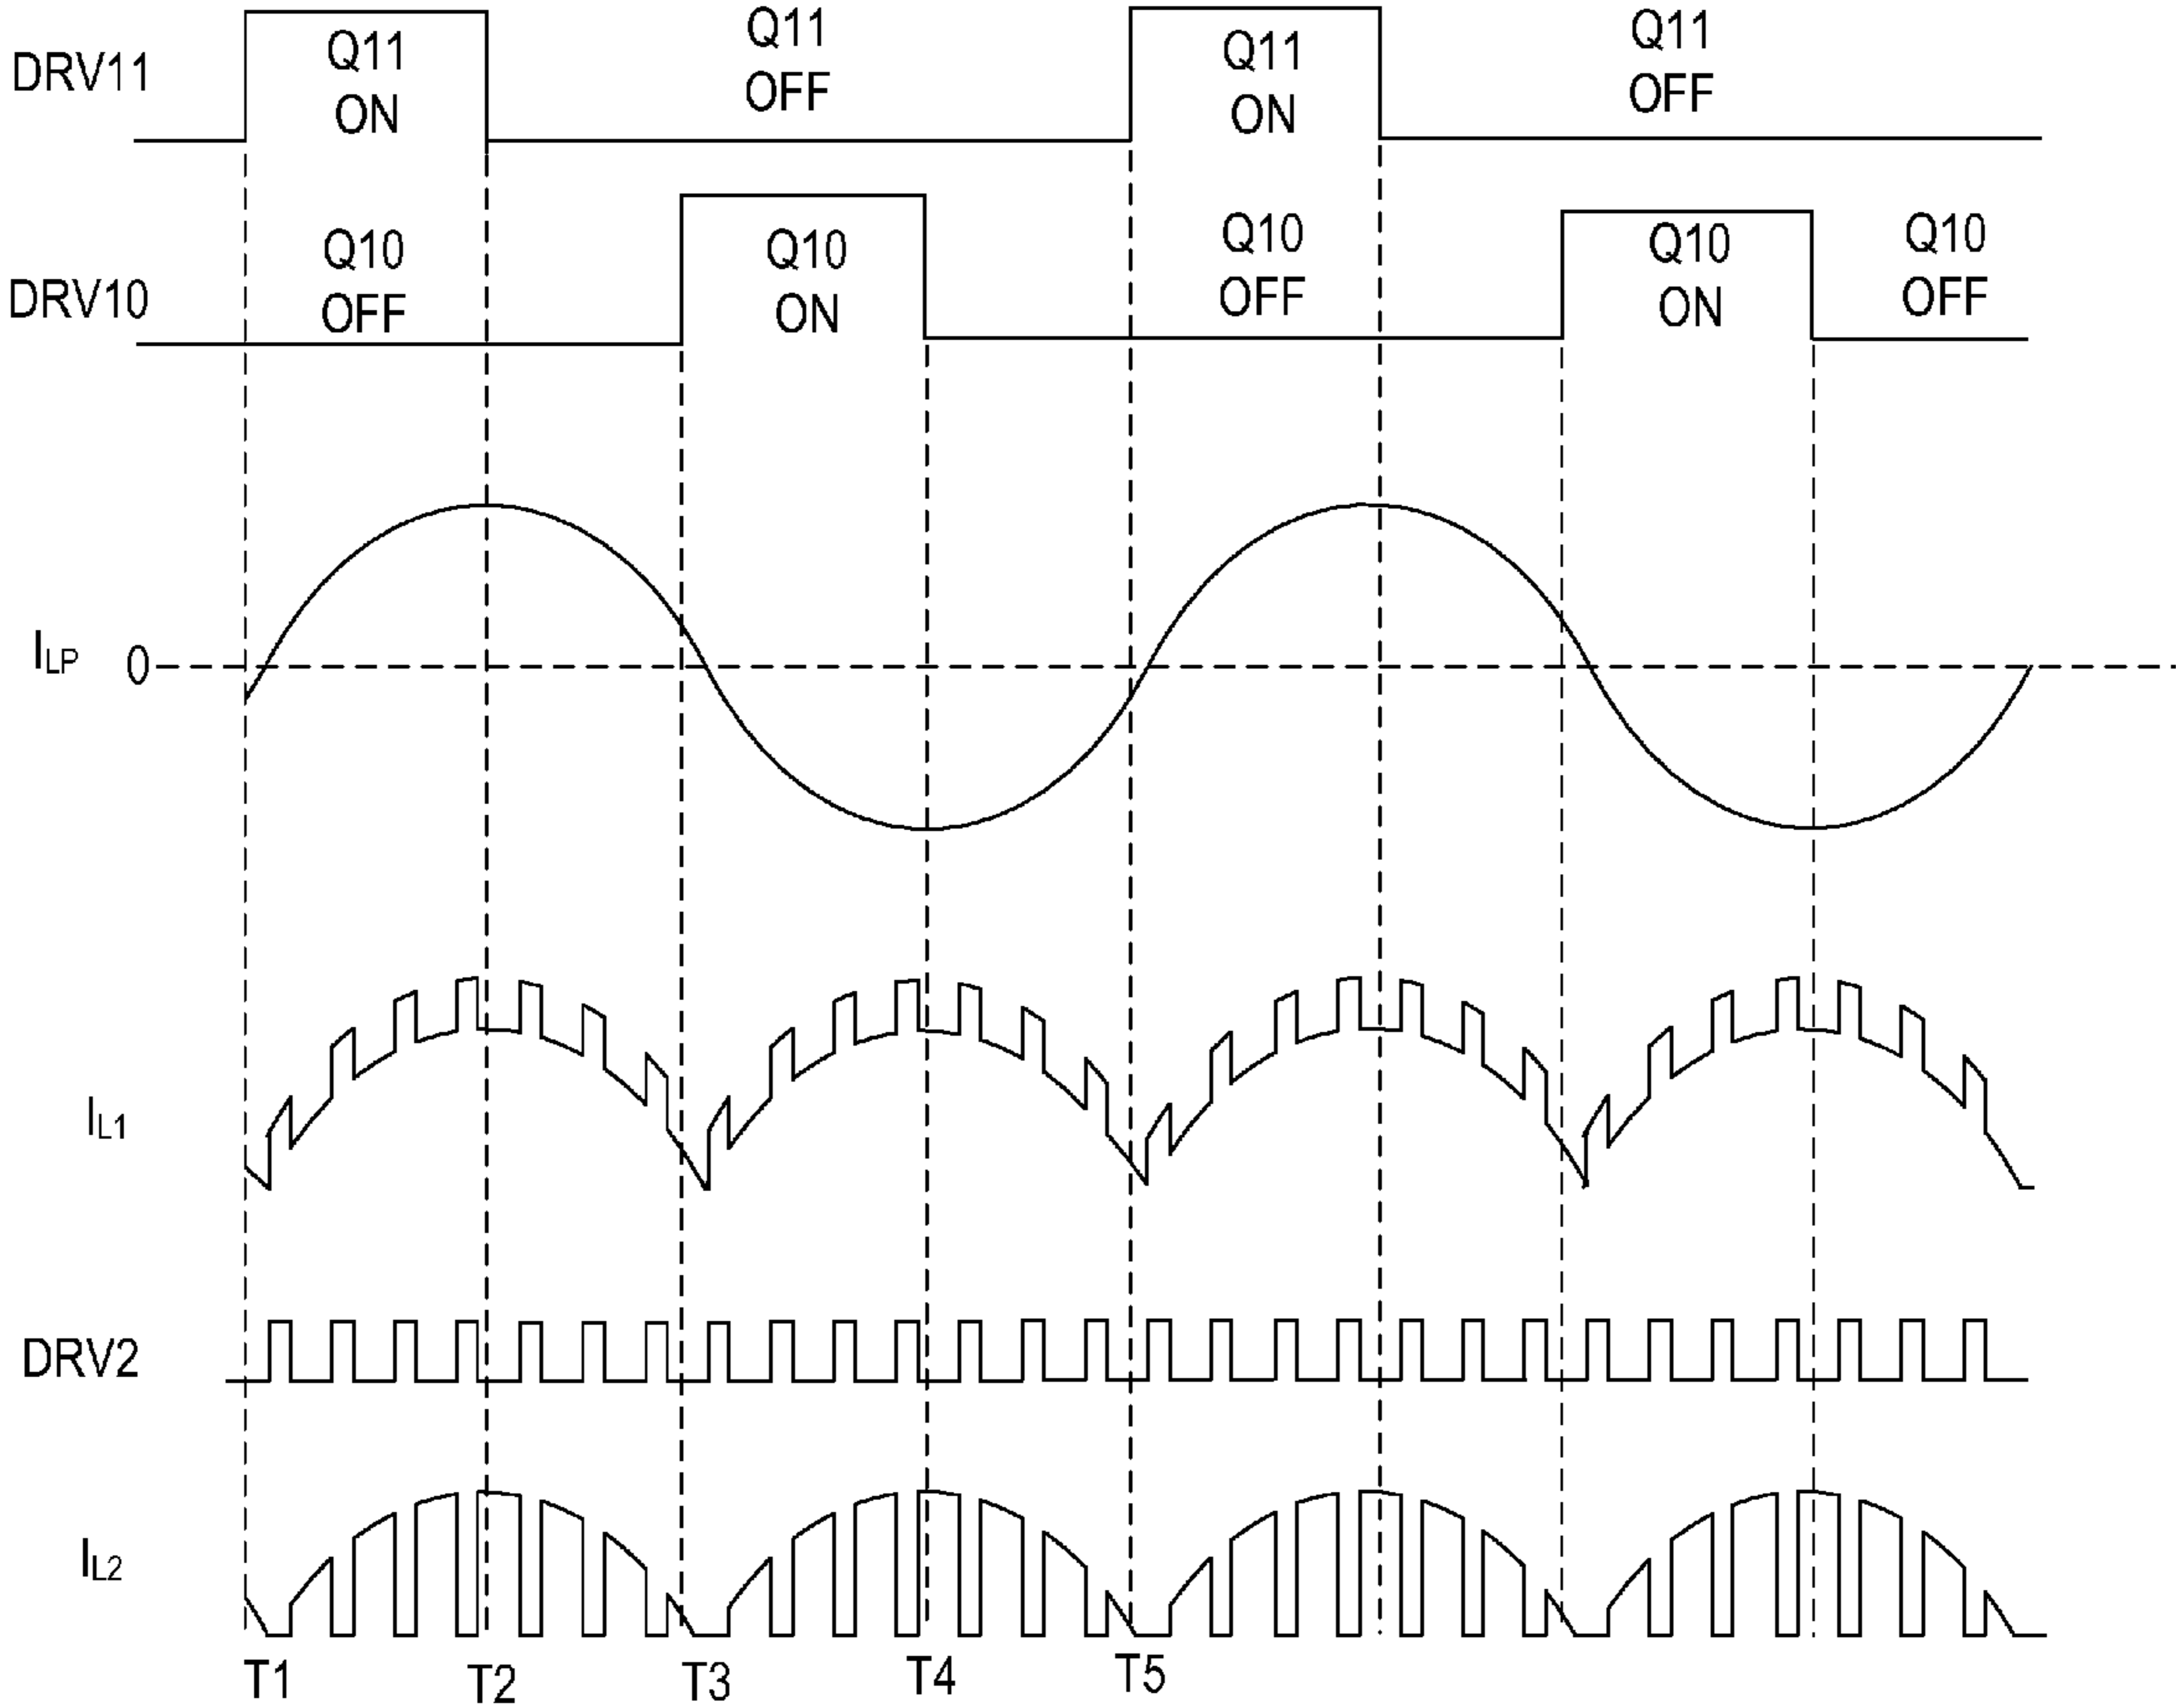 DRV11
Q11
ON
Q11
OFF
Q11
ON
Q11
OFF
DRV10
Q10
OFF
Q10
ON
Q10
OFF
Q10
ON
Q10
OFF
ILP 0
IL1
DRV2
IL2
T1 T2 T3 T4 T5